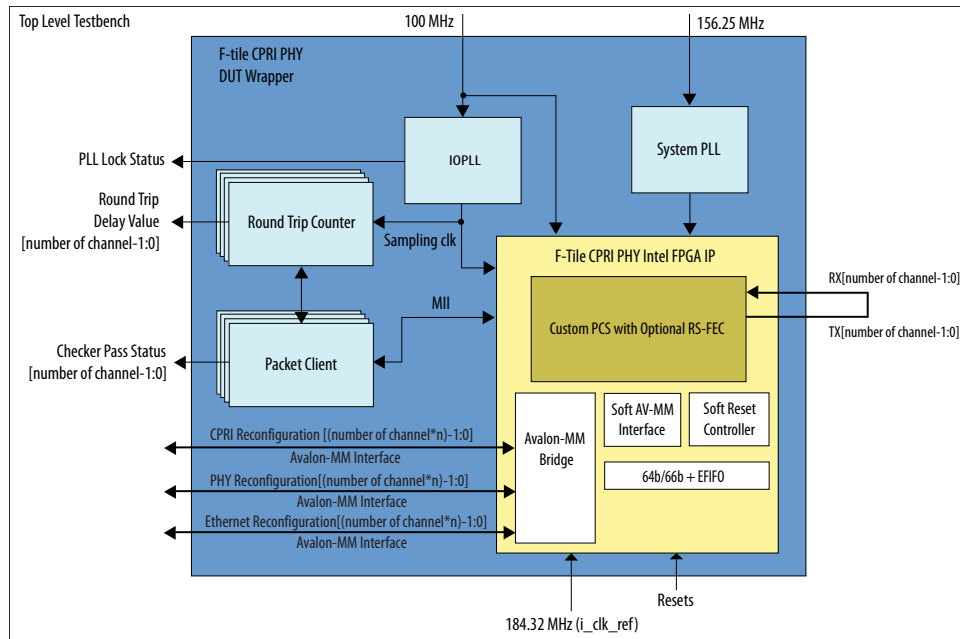 Top Level Testbench
100 MHz
156.25 MHz
F-tile CPRI PHY
DUT Wrapper
IOPLL
System PLL
PLL Lock Status
Round Trip
Delay Value
[number of channel-1:0]
Round Trip Counter
Sampling clk
F-Tile CPRI PHY Intel FPGA IP
RX[number of channel-1:0]
MII
Custom PCS with Optional RS-FEC
TX[number of channel-1:0]
Checker Pass Status
[number of channel-1:0]
Packet Client
Avalon-MM
Bridge
Soft AV-MM
Interface
Soft Reset
Controller
CPRI Reconfiguration [(number of channel*n)-1:0]
Avalon-MM Interface
64b/66b + EFIFO
PHY Reconfiguration[(number of channel*n)-1:0]
Avalon-MM Interface
Ethernet Reconfiguration[(number of channel*n)-1:0]
Avalon-MM Interface
Resets
184.32 MHz (i_clk_ref)